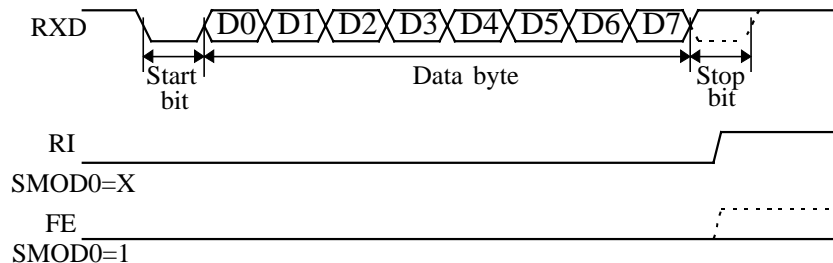 RXD D0 D1 D2 D3 D4 D5 D6 D7
Start bit
Data byte
Stop bit
RI
SMOD0=X
FE
SMOD0=1